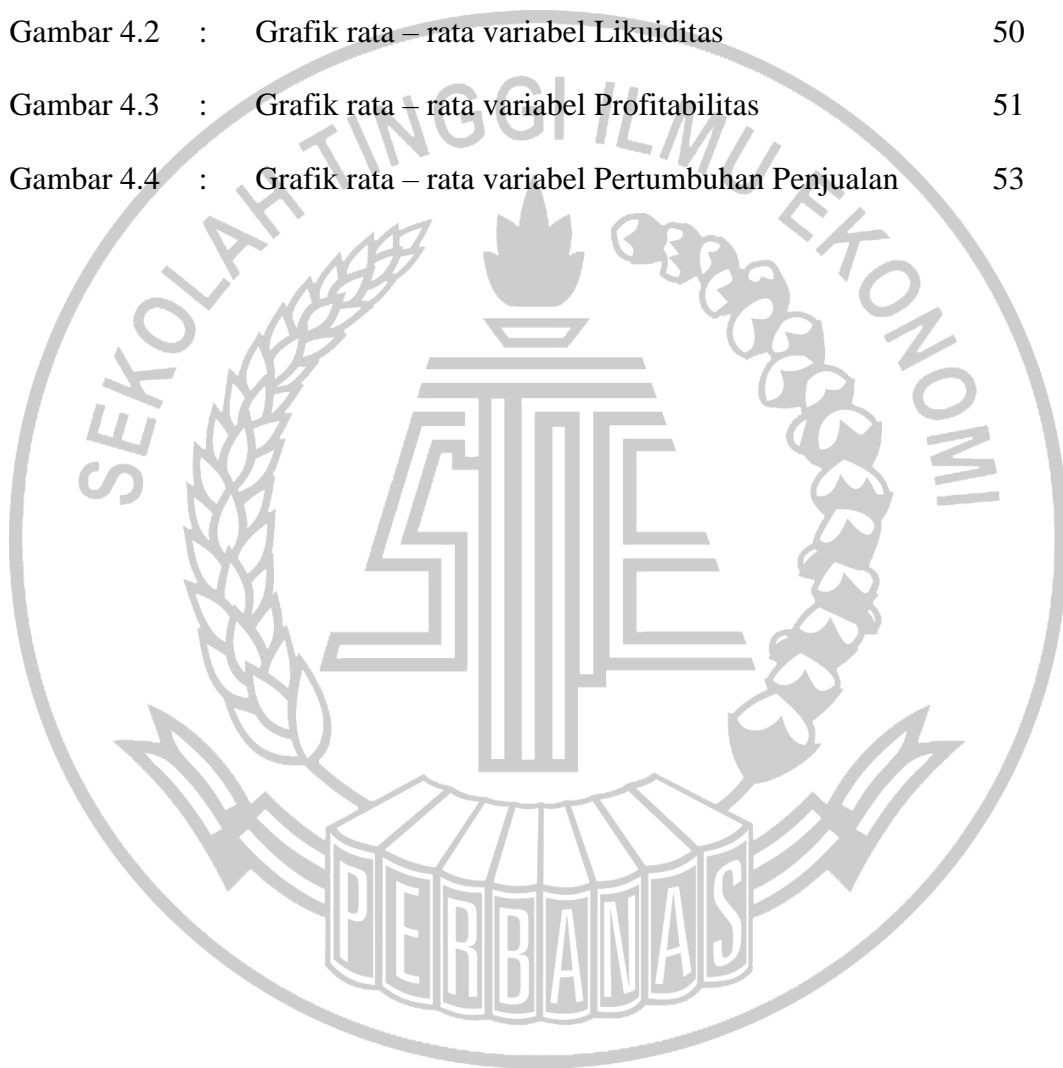 Gambar 4.2 : Grafik rata – rata variabel Likuiditas 50
Gambar 4.3 : Grafik rata – rata variabel Profitabilitas 51
Gambar 4.4 : Grafik rata – rata variabel Pertumbuhan Penjualan 53
SEKOLAH TINGGI ILMU EKONOMI
STIE
PERBANAS